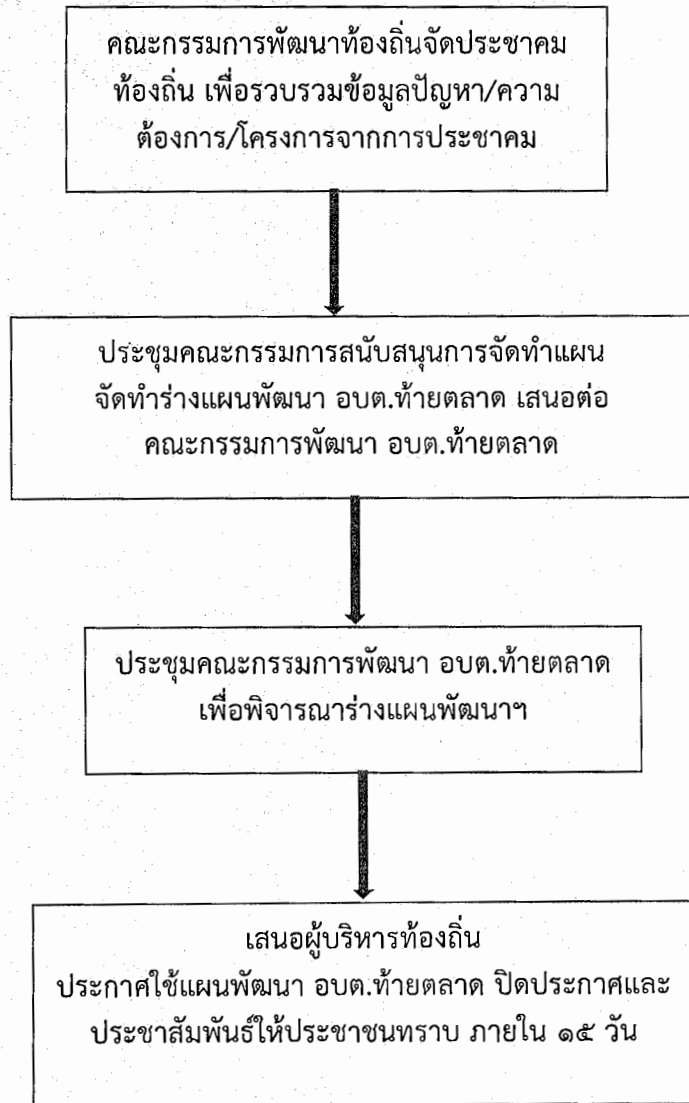 คณะกรรมการพัฒนาท้องถิ่นจัดประชาคม
ท้องถิ่น เพื่อรวบรวมข้อมูลปัญหา/ความ
ต้องการ/โครงการจากการประชาคม
ประชุมคณะกรรมการสนับสนุนการจัดทำแผน
จัดทำร่างแผนพัฒนา อบต.ท้ายตลาด เสนอต่อ
คณะกรรมการพัฒนา อบต.ท้ายตลาด
ประชุมคณะกรรมการพัฒนา อบต.ท้ายตลาด
เพื่อพิจารณาร่างแผนพัฒนาฯ
เสนอผู้บริหารท้องถิ่น
ประกาศใช้แผนพัฒนา อบต.ท้ายตลาด ปิดประกาศและ
ประชาสัมพันธ์ให้ประชาชนทราบ ภายใน ๑๕ วัน